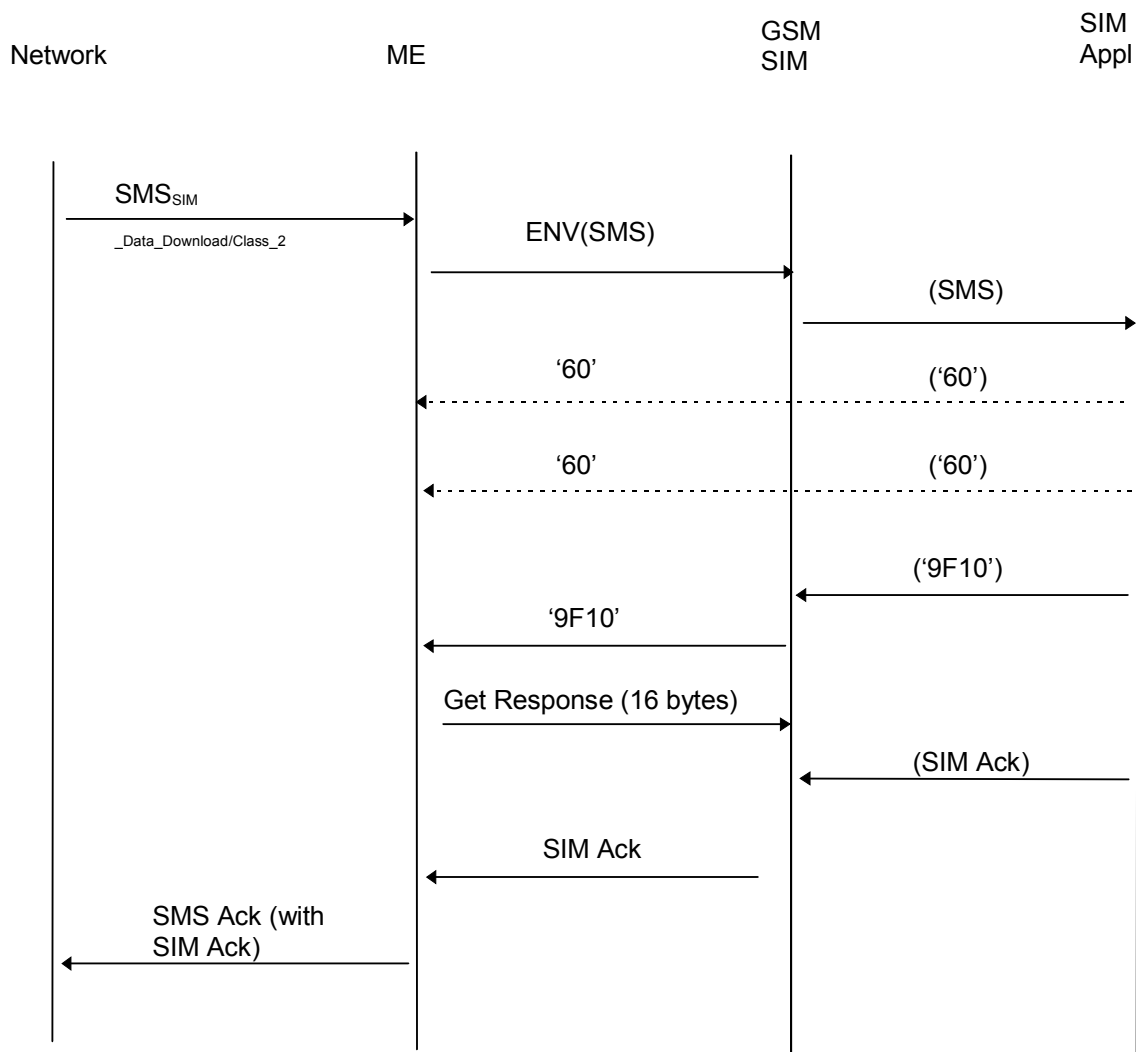 Network
ME
GSM
SIM
SIM
Appl
SMSSIM
_Data_Download/Class_2
ENV(SMS)
(SMS)
‘60’
(‘60’)
‘60’
(‘60’)
(‘9F10’)
‘9F10’
Get Response (16 bytes)
(SIM Ack)
SIM Ack
SMS Ack (with
SIM Ack)